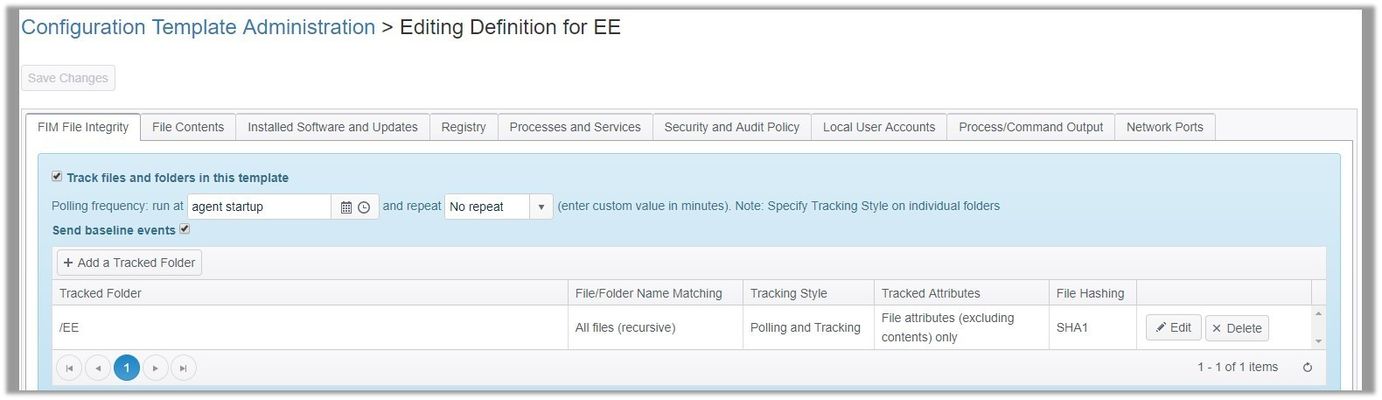 Configuration Template Administration > Editing Definition for EE
Save Changes
FIM File Integrity File Contents Installed Software and Updates Registry Processes and Services Security and Audit Policy Local User Accounts Process/Command Output Network Ports
Track files and folders in this template
Polling frequency: run at agent startup and repeat No repeat (enter custom value in minutes). Note: Specify Tracking Style on individual folders
Send baseline events
+ Add a Tracked Folder
Tracked Folder File/Folder Name Matching Tracking Style Tracked Attributes File Hashing
/EE All files (recursive) Polling and Tracking File attributes (excluding contents) only SHA1 Edit Delete
1 1 - 1 of 1 items